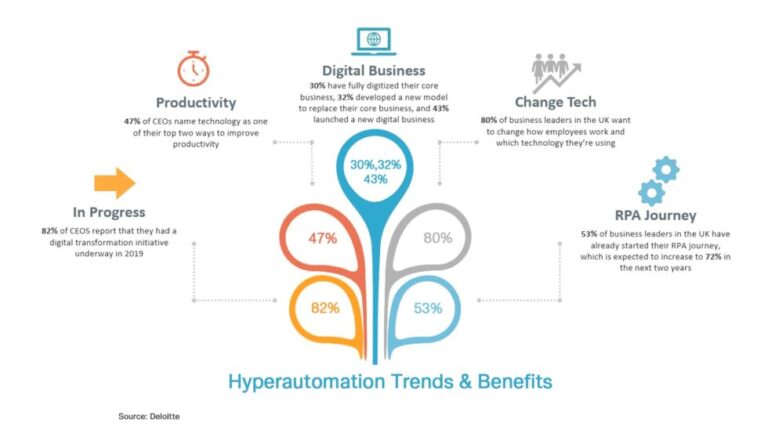 Digital Business
30% have fully digitized their core
business, 32% developed a new model
to replace their core business, and 43%
launched a new digital business
Productivity
47% of CEOs name technology as one
of their top two ways to improve
productivity
Change Tech
80% of business leaders in the UK want
to change how employees work and
which technology they're using
In Progress
82% of CEOS report that they had a
digital transformation initiative
underway in 2019
RPA Journey
53% of business leaders in the UK have
already started their RPA journey,
which is expected to increase to 72% in
the next two years
30%,32%
43%
47%
80%
82%
53%
Hyperautomation Trends & Benefits
Source: Deloitte